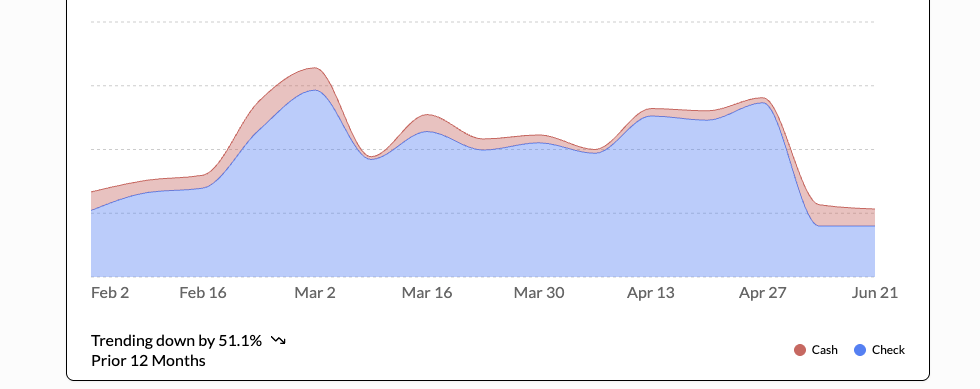 Feb 2 Feb 16 Mar 2 Mar 16 Mar 30 Apr 13 Apr 27 Jun 21
Trending down by 51.1%
Prior 12 Months
Cash Check